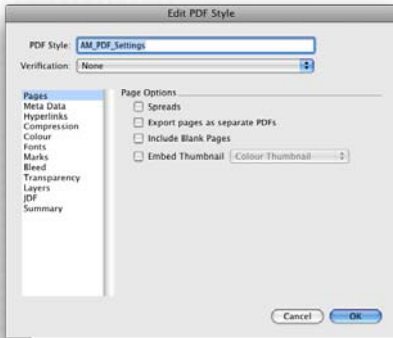 Edit PDF Style
PDF Style: AM_PDF_Settings
Verification: None
Pages
Meta Data
Hyperlinks
Compression
Colour
Fonts
Marks
Bleed
Transparency
Layers
JDF
Summary
Page Options
Spreads
Export pages as separate PDFs
Include Blank Pages
Embed Thumbnail Colour Thumbnail
Cancel OK